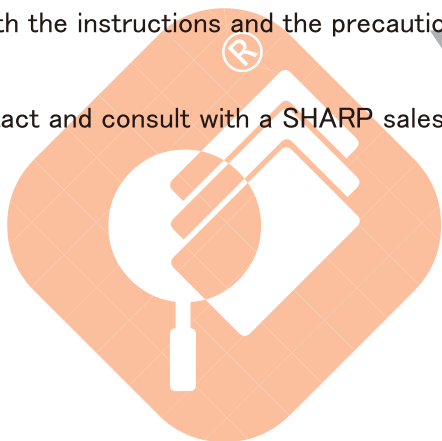 th the instructions and the precautio
®
act and consult with a SHARP sales